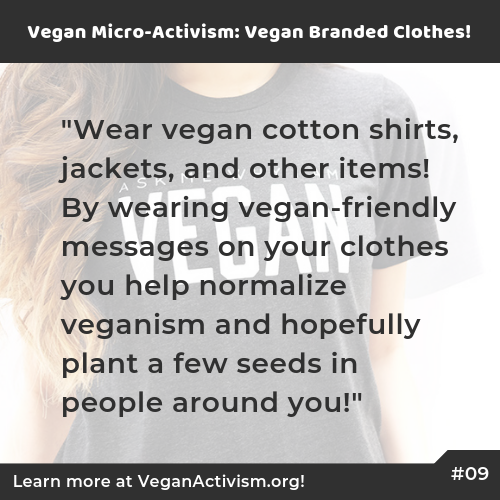 Vegan Micro-Activism: Vegan Branded Clothes!
"Wear vegan cotton shirts,
jackets, and other items!
By wearing vegan-friendly
messages on your clothes
you help normalize
veganism and hopefully
plant a few seeds in
people around you!"
VEGAN
#09
Learn more at VeganActivism.org!